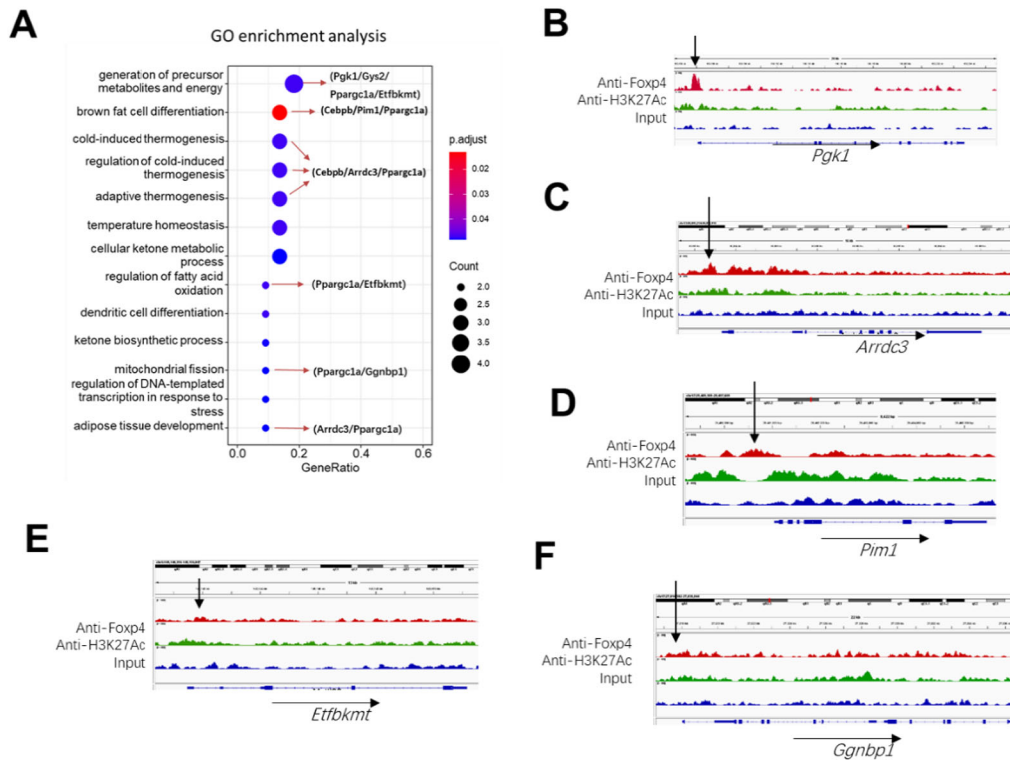 A
GO enrichment analysis
generation of precursor
metabolites and energy
(Pgk1/Gys2/
Ppargc1a/Etfbkmt)
brown fat cell differentiation
(Cebpb/Pim1/Ppargc1a)
cold-induced thermogenesis
regulation of cold-induced
thermogenesis
(Cebpb/Arrdc3/Ppargc1a)
adaptive thermogenesis
temperature homeostasis
cellular ketone metabolic
process
regulation of fatty acid
oxidation
(Ppargc1a/Etfbkmt)
dendritic cell differentiation
ketone biosynthetic process
mitochondrial fission
(Ppargc1a/Ggnbp1)
regulation of DNA-templated
transcription in response to
stress
adipose tissue development
(Arrdc3/Ppargc1a)
0.0 0.2 0.4 0.6
GeneRatio
p.adjust
0.02
0.03
0.04
Count
2.0
2.5
3.0
3.5
4.0
B
Anti-Foxp4
Anti-H3K27Ac
Input
Pgk1
C
Anti-Foxp4
Anti-H3K27Ac
Input
Arrdc3
D
Anti-Foxp4
Anti-H3K27Ac
Input
Pim1
E
Anti-Foxp4
Anti-H3K27Ac
Input
Etfbkmt
F
Anti-Foxp4
Anti-H3K27Ac
Input
Ggnbp1